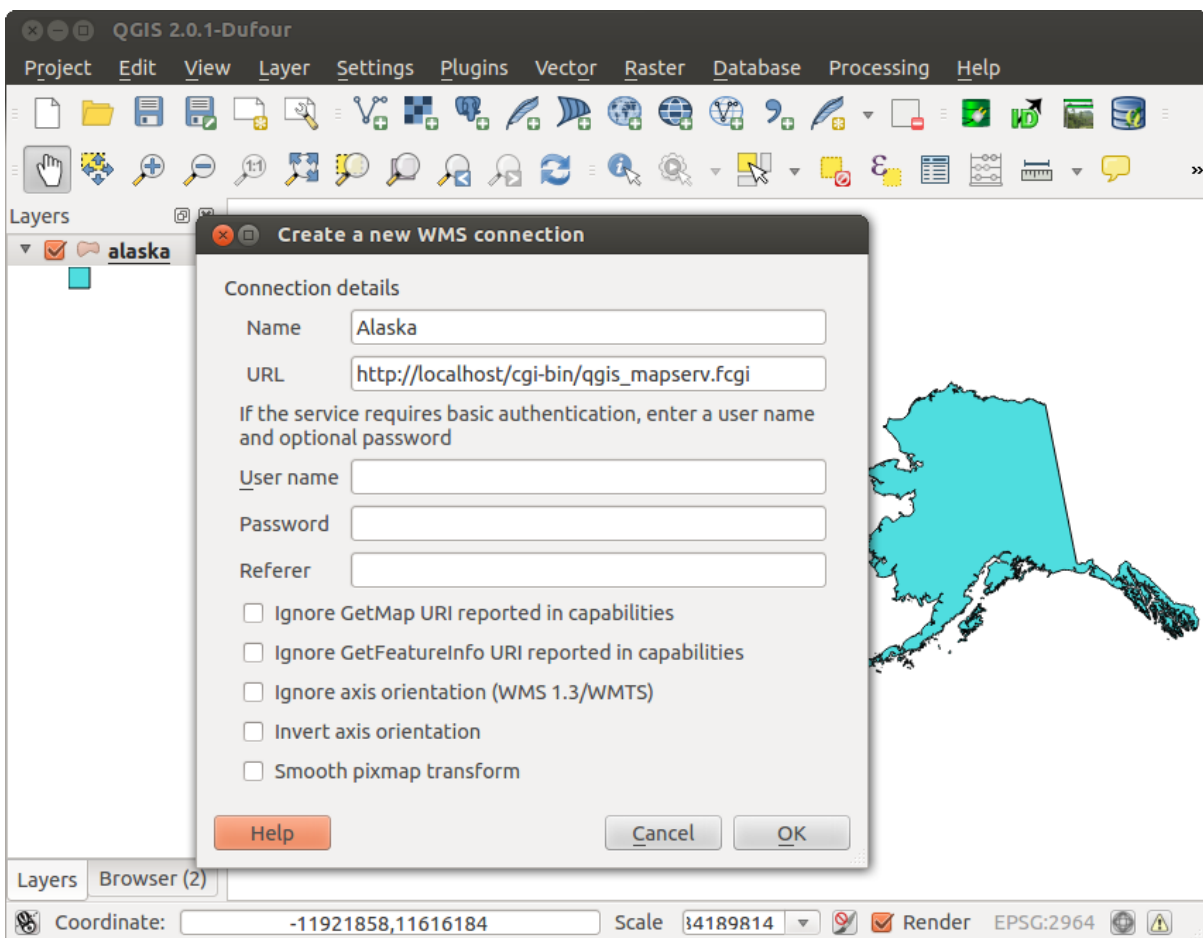 QGIS 2.0.1-Dufour
Project Edit View Layer Settings Plugins Vector Raster Database Processing Help
1:1
Layers
alaska
Create a new WMS connection
Connection details
Name Alaska
URL http://localhost/cgi-bin/qgis_mapserv.fcgi
If the service requires basic authentication, enter a user name
and optional password
User name
Password
Referer
Ignore GetMap URI reported in capabilities
Ignore GetFeatureInfo URI reported in capabilities
Ignore axis orientation (WMS 1.3/WMTS)
Invert axis orientation
Smooth pixmap transform
Help Cancel OK
Layers Browser (2)
Coordinate: -11921858,11616184 Scale 34189814 Render EPSG:2964